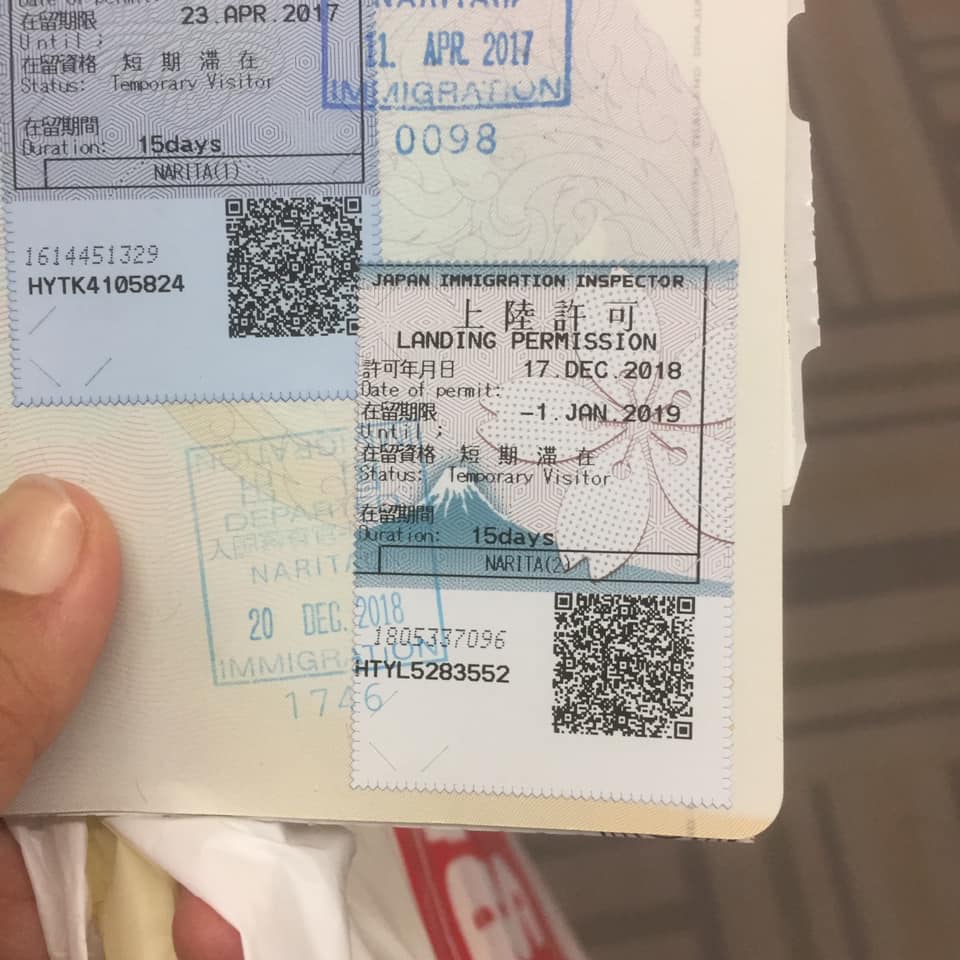 Date of permit:
在留期限 23.APR.2017
Until ;
在留資格 短期滞在
Status: Temporary Visitor
在留期間
Duration: 15days
NARITA(1)
1614451329
HYTK4105824
11. APR. 2017
IMMIGRATION
0098
JAPAN IMMIGRATION INSPECTOR
上陸許可
LANDING PERMISSION
許可年月日 17.DEC.2018
Date of permit:
在留期限 -1.JAN.2019
Until ;
在留資格 短期滞在
Status: Temporary Visitor
在留期間
Duration: 15days
NARITA(2)
1805337096
HTYL5283552
NARITA
20 DEC. 2018
IMMIGRATION
1746